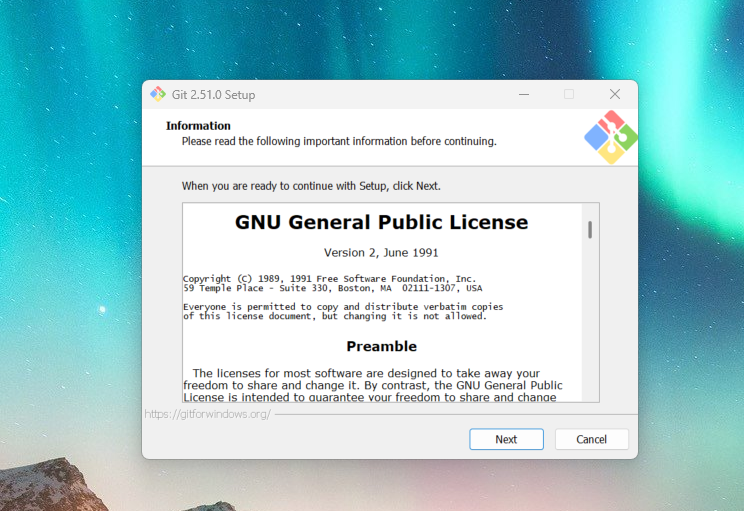 Git 2.51.0 Setup
Information
Please read the following important information before continuing.
When you are ready to continue with Setup, click Next.
GNU General Public License
Version 2, June 1991
Copyright (C) 1989, 1991 Free Software Foundation, Inc.
59 Temple Place - Suite 330, Boston, MA  02111-1307, USA
Everyone is permitted to copy and distribute verbatim copies
of this license document, but changing it is not allowed.
Preamble
The licenses for most software are designed to take away your
freedom to share and change it. By contrast, the GNU General Public
License is intended to guarantee your freedom to share and change
https://gitforwindows.org/
Next
Cancel